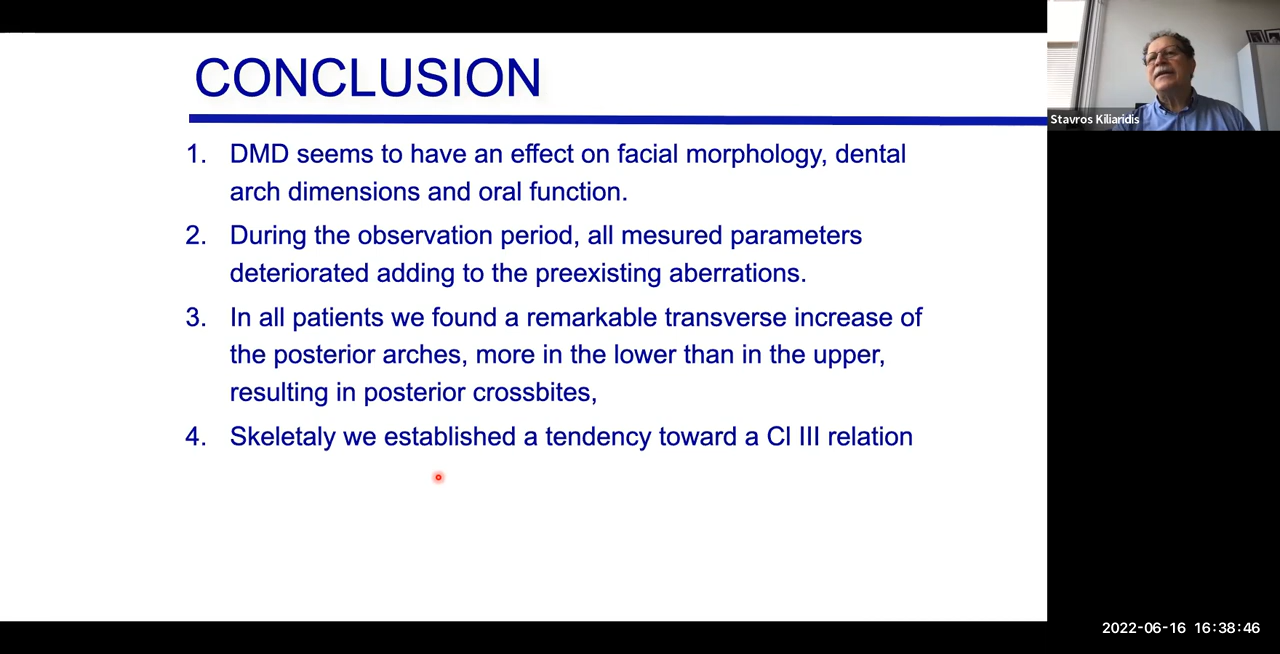 CONCLUSION
1. DMD seems to have an effect on facial morphology, dental
arch dimensions and oral function.
2. During the observation period, all mesured parameters
deteriorated adding to the preexisting aberrations.
3. In all patients we found a remarkable transverse increase of
the posterior arches, more in the lower than in the upper,
resulting in posterior crossbites,
4. Skeletaly we established a tendency toward a Cl III relation
Stavros Kiliaridis
2022-06-16 16:38:46